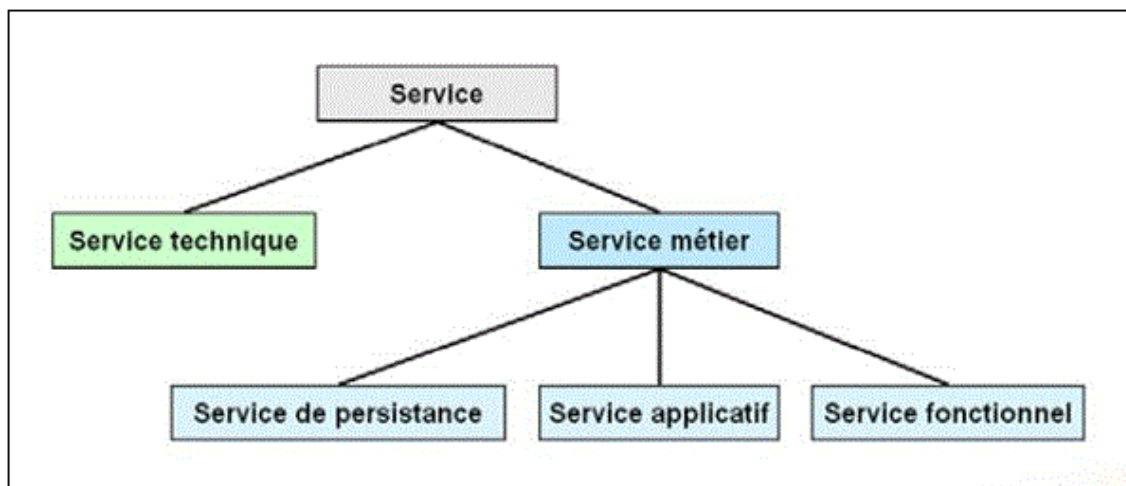 Service
Service technique
Service métier
Service de persistance
Service applicatif
Service fonctionnel